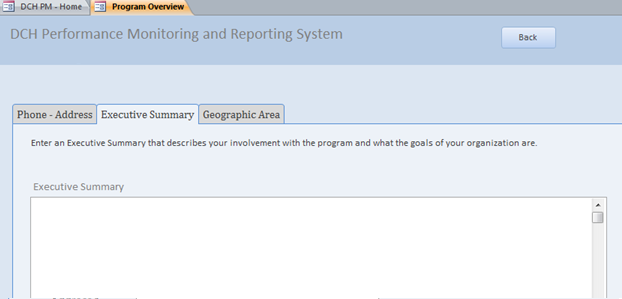 DCH PM - Home Program Overview
DCH Performance Monitoring and Reporting System
Back
Phone - Address Executive Summary Geographic Area
Enter an Executive Summary that describes your involvement with the program and what the goals of your organization are.
Executive Summary